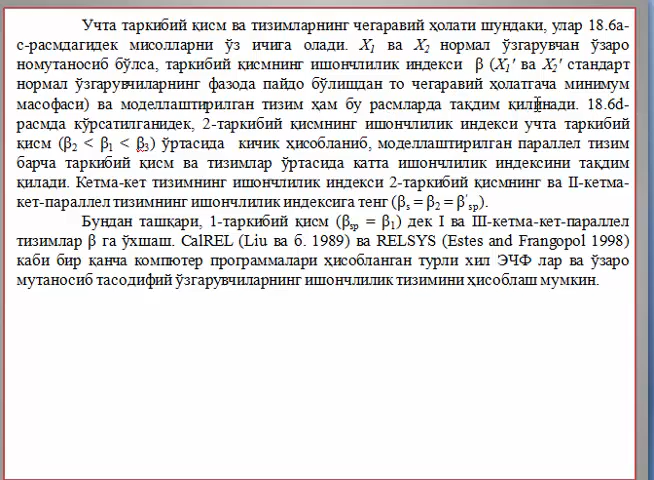 Учта таркибий қисм ва тизимларнинг чегаравий ҳолати шундаки, улар 18.6a-
c-расмдагидек мисолларни ўз ичига олади. X₁ ва X₂ нормал ўзгарувчан ўзаро
номутаносиб бўлса, таркибий қисмнинг ишончлилик индекси β (X₁′ ва X₂′ стандарт
нормал ўзгарувчиларнинг фазода пайдо бўлишдан то чегаравий ҳолатгача минимум
масофаси) ва моделлаштирилган тизим ҳам бу расмларда тақдим қилинади. 18.6d-
расмда кўрсатилганидек, 2-таркибий қисмнинг ишончлилик индекси учта таркибий
қисм (β₂ < β₁ < β₃) ўртасида кичик ҳисобланиб, моделлаштирилган параллел тизим
барча таркибий қисм ва тизимлар ўртасида катта ишончлилик индексини тақдим
қилади. Кетма-кет тизимнинг ишончлилик индекси 2-таркибий қисмнинг ва II-кетма-
кет-параллел тизимнинг ишончлилик индексига тенг (βₛ = β₂ = β′ₛₚ).
Бундан ташқари, 1-таркибий қисм (βₛₚ = β₁) дек I ва III-кетма-кет-параллел
тизимлар β га ўхшаш. CalREL (Liu ва б. 1989) ва RELSYS (Estes and Frangopol 1998)
каби бир қанча компютер программалари ҳисобланган турли хил ЭЧФ лар ва ўзаро
мутаносиб тасодифий ўзгарувчиларнинг ишончлилик тизимини ҳисоблаш мумкин.